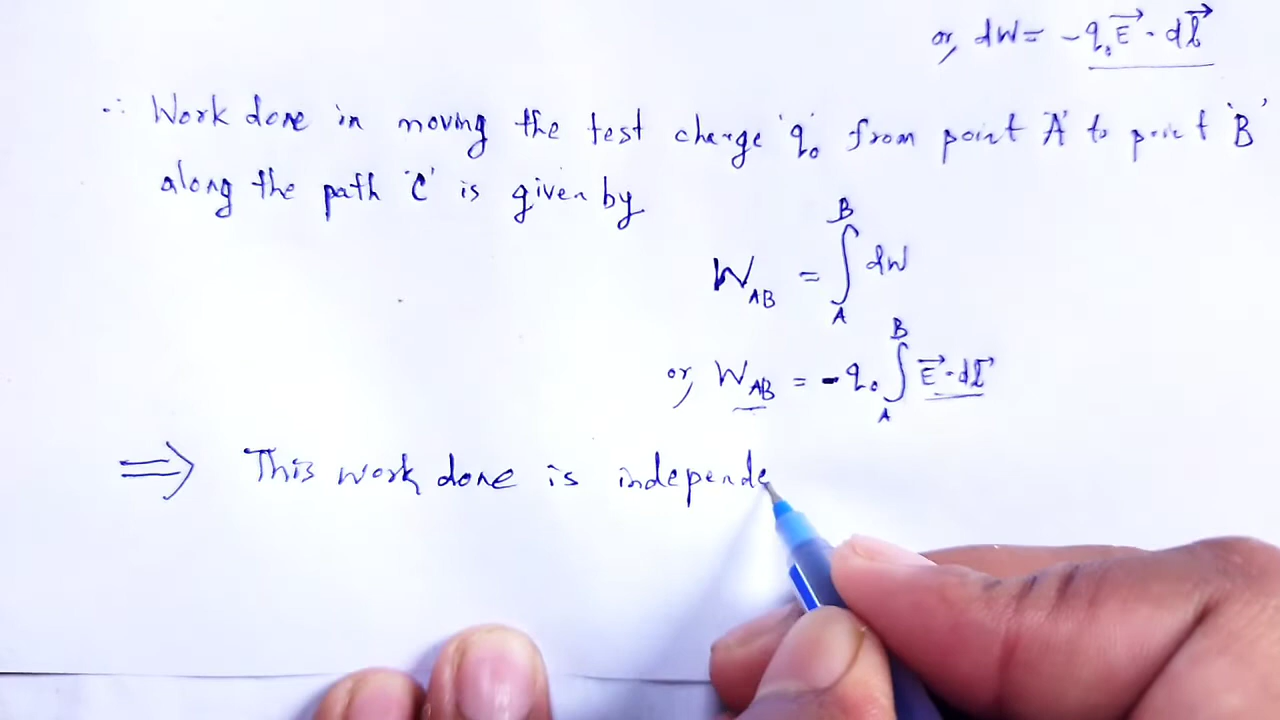 or, dW = -q₀E⃗ · dl⃗
∴ Work done in moving the test charge 'q₀' from point 'A' to point 'B'
along the path 'C' is given by
W_AB = ∫_A^B dW
or, W_AB = -q₀ ∫_A^B E⃗ · dl⃗
⇒ This work done is independe